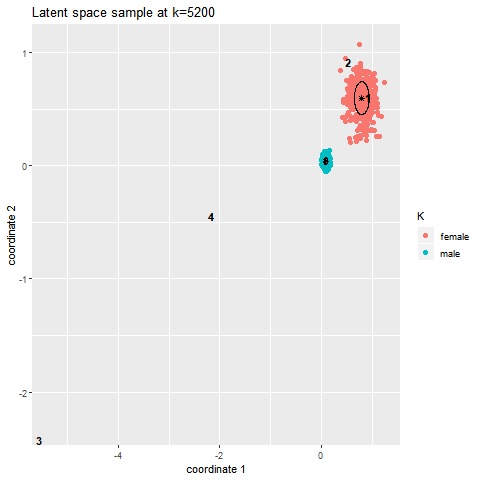 Latent space sample at k=5200
1
2
1
0
4
-1
-2
3
-4
-2
0
coordinate 1
coordinate 2
K
female
male